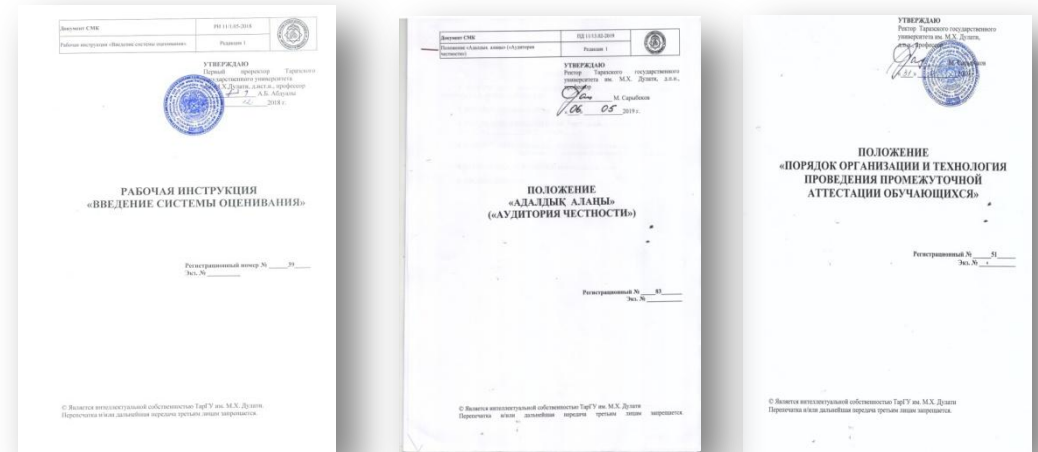 Документ СМК
РИ 11-3-05-2018
Рабочая инструкция «Введение системы оценивания»
Редакция 1
УТВЕРЖДАЮ
Первый проректор Таразского
государственного университета
им. М.Х.Дулати, д.ист.н., профессор
А.Б. Абдуалы
2018 г.
РАБОЧАЯ ИНСТРУКЦИЯ
«ВВЕДЕНИЕ СИСТЕМЫ ОЦЕНИВАНИЯ»
Регистрационный номер № 39
Экз. №
© Является интеллектуальной собственностью ТарГУ им. М.Х. Дулати.
Перепечатка и/или дальнейшая передача третьим лицам запрещается.
Документ СМК
Положение «Адалдық алаңы» («Аудитория
честности»)
Редакция 1
УТВЕРЖДАЮ
Ректор Таразского государственного
университета им. М.Х. Дулати, д.п.н.,
профессор
М. Сарыбеков
06. 05 2019 г.
ПОЛОЖЕНИЕ
«АДАЛДЫҚ АЛАҢЫ»
(«АУДИТОРИЯ ЧЕСТНОСТИ»)
Регистрационный № 83
Экз. №
© Является интеллектуальной собственностью ТарГУ им. М.Х. Дулати
Перепечатка и/или дальнейшая передача третьим лицам запрещается.
УТВЕРЖДАЮ
Ректор Таразского государственного
университета им. М.Х. Дулати,
д.п.н., профессор
М. Сарыбеков
ПОЛОЖЕНИЕ
«ПОРЯДОК ОРГАНИЗАЦИИ И ТЕХНОЛОГИЯ
ПРОВЕДЕНИЯ ПРОМЕЖУТОЧНОЙ
АТТЕСТАЦИИ ОБУЧАЮЩИХСЯ»
Регистрационный № 51
Экз. №
© Является интеллектуальной собственностью ТарГУ им. М.Х. Дулати
Перепечатка и/или дальнейшая передача третьим лицам запрещается.